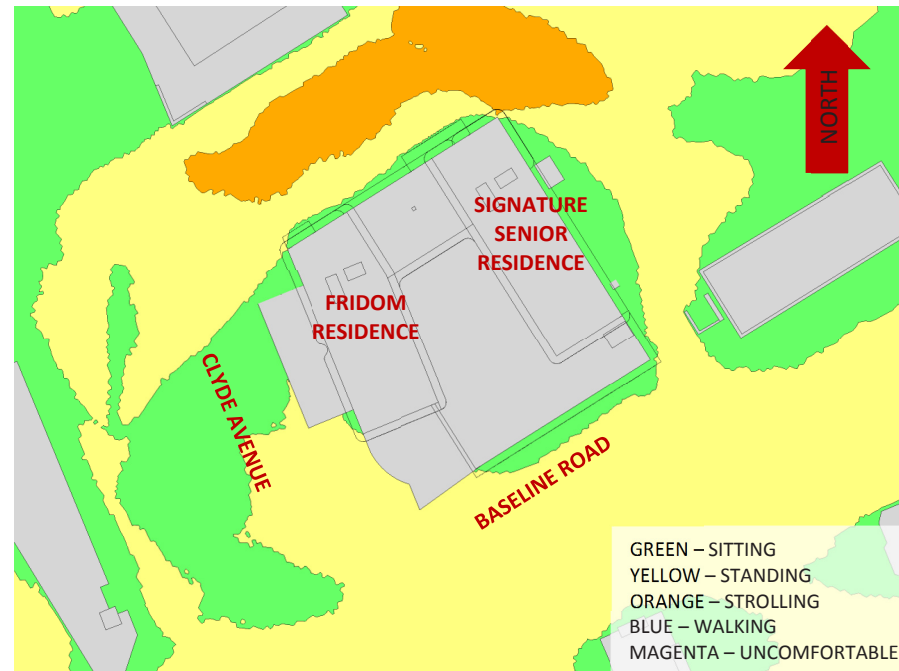 NORTH
SIGNATURE
SENIOR
RESIDENCE
FRIDOM
RESIDENCE
CLYDE AVENUE
BASELINE ROAD
GREEN – SITTING
YELLOW – STANDING
ORANGE – STROLLING
BLUE – WALKING
MAGENTA – UNCOMFORTABLE